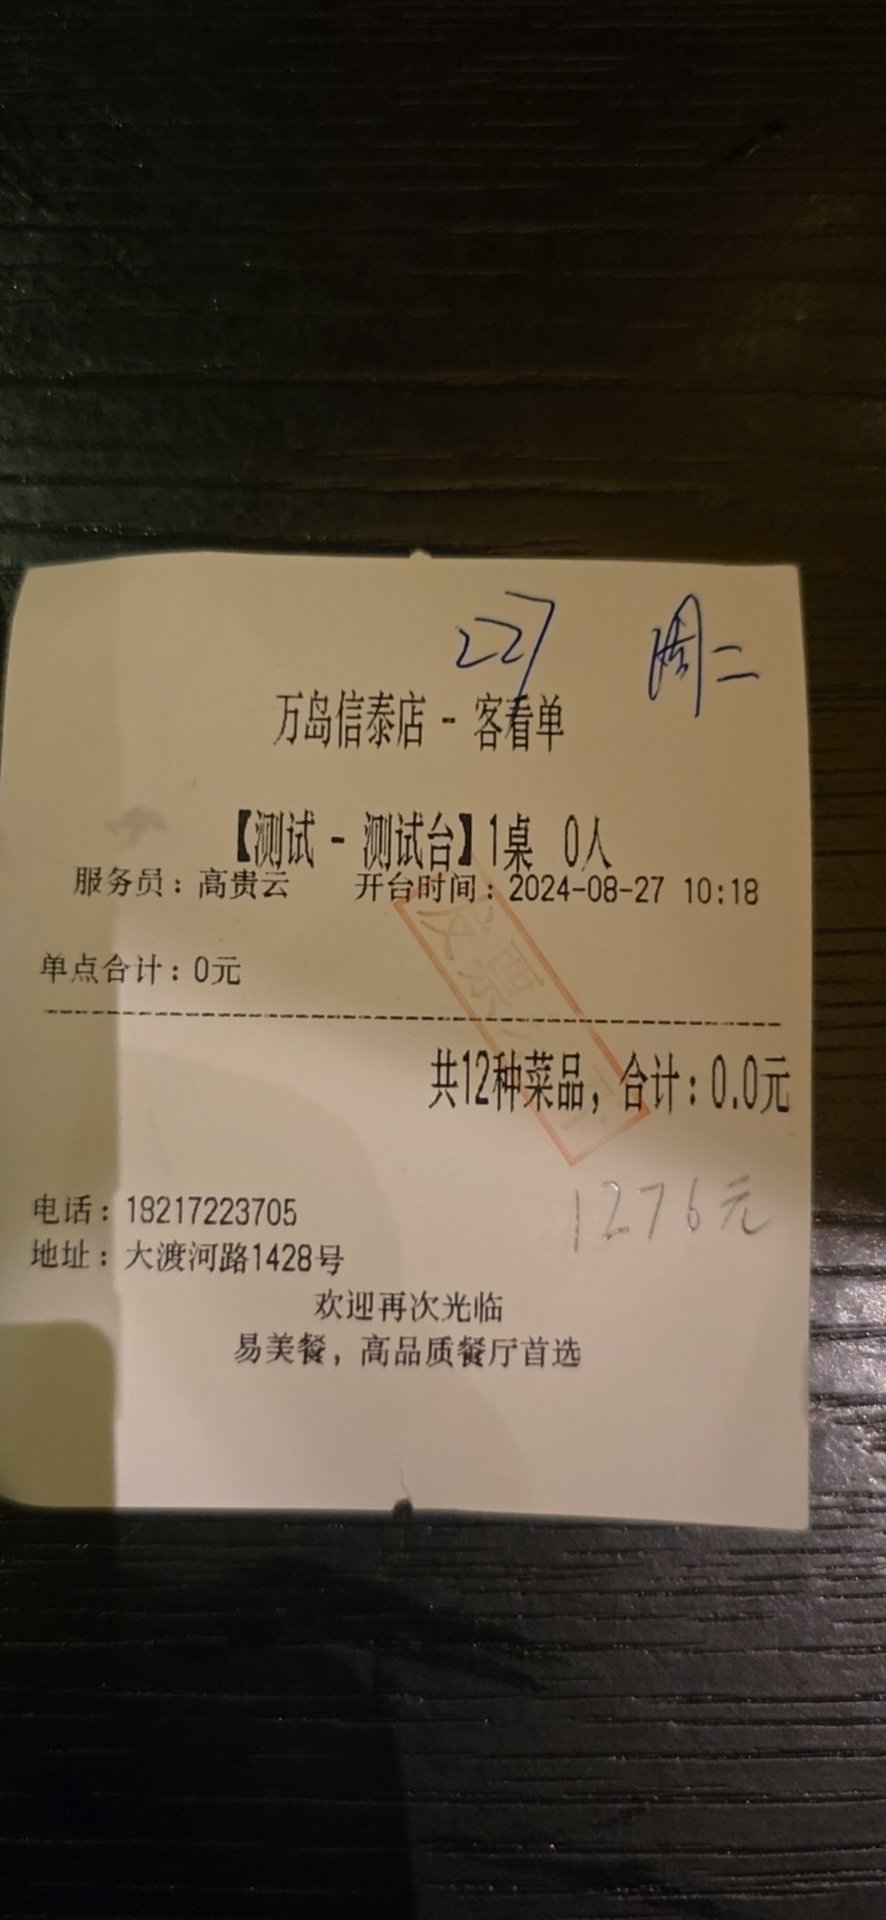 227 周二
万岛信泰店 - 客看单
【测试 - 测试台】1桌 0人
服务员：高贵云 开台时间：2024-08-27 10:18
单点合计：0元
发票
共12种菜品，合计：0.0元
1276元
电话：18217223705
地址：大渡河路1428号
欢迎再次光临
易美餐，高品质餐厅首选